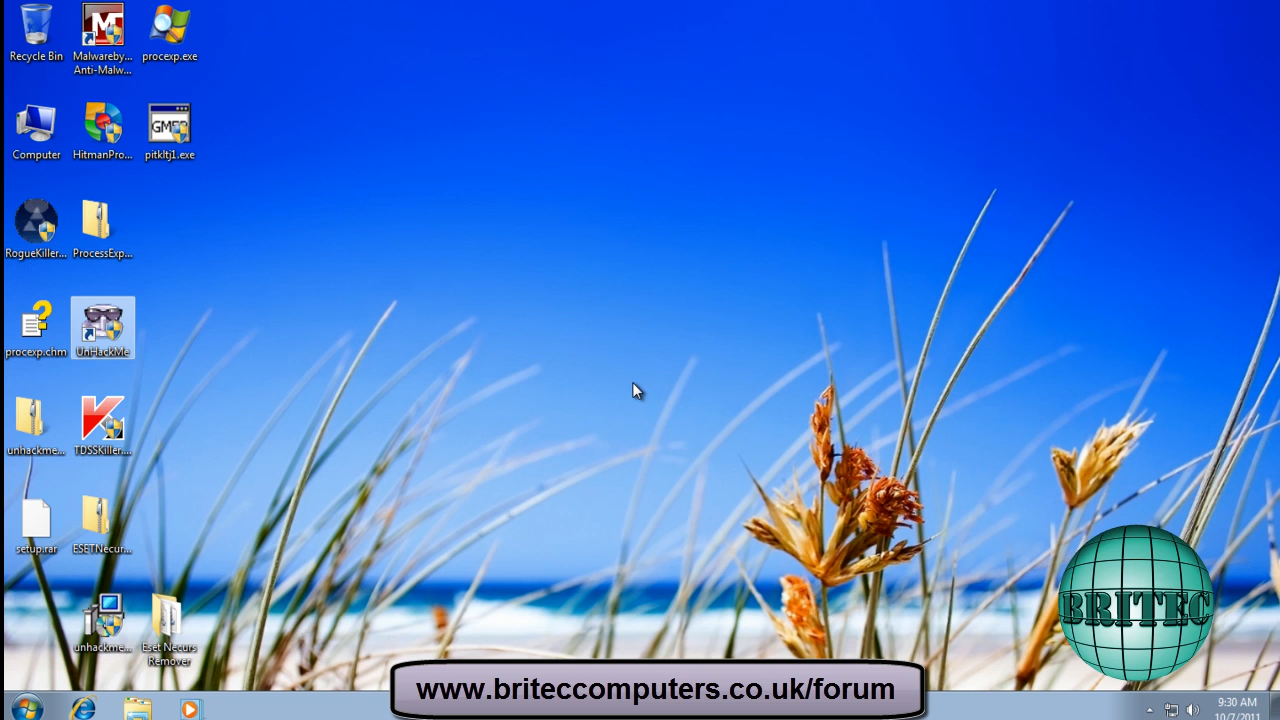 Recycle Bin
Malwareby...
Anti-Malw...
procexp.exe
Computer
HitmanPro...
GMER
pitkltj1.exe
RogueKiller...
ProcessExp...
procexp.chm
UnHackMe
unhackme...
TDSSKiller....
setup.rar
ESETNecur...
unhackme...
Eset Necurs
Remover
BRITEC
www.briteccomputers.co.uk/forum
9:30 AM
10/7/2011